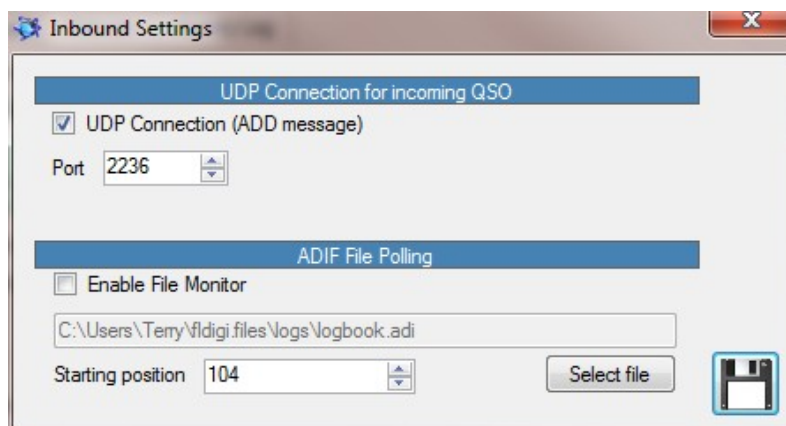 Inbound Settings
UDP Connection for incoming QSO
UDP Connection (ADD message)
Port 2236
ADIF File Polling
Enable File Monitor
C:\Users\Terry\fldigi.files\logs\logbook.adi
Starting position 104 Select file